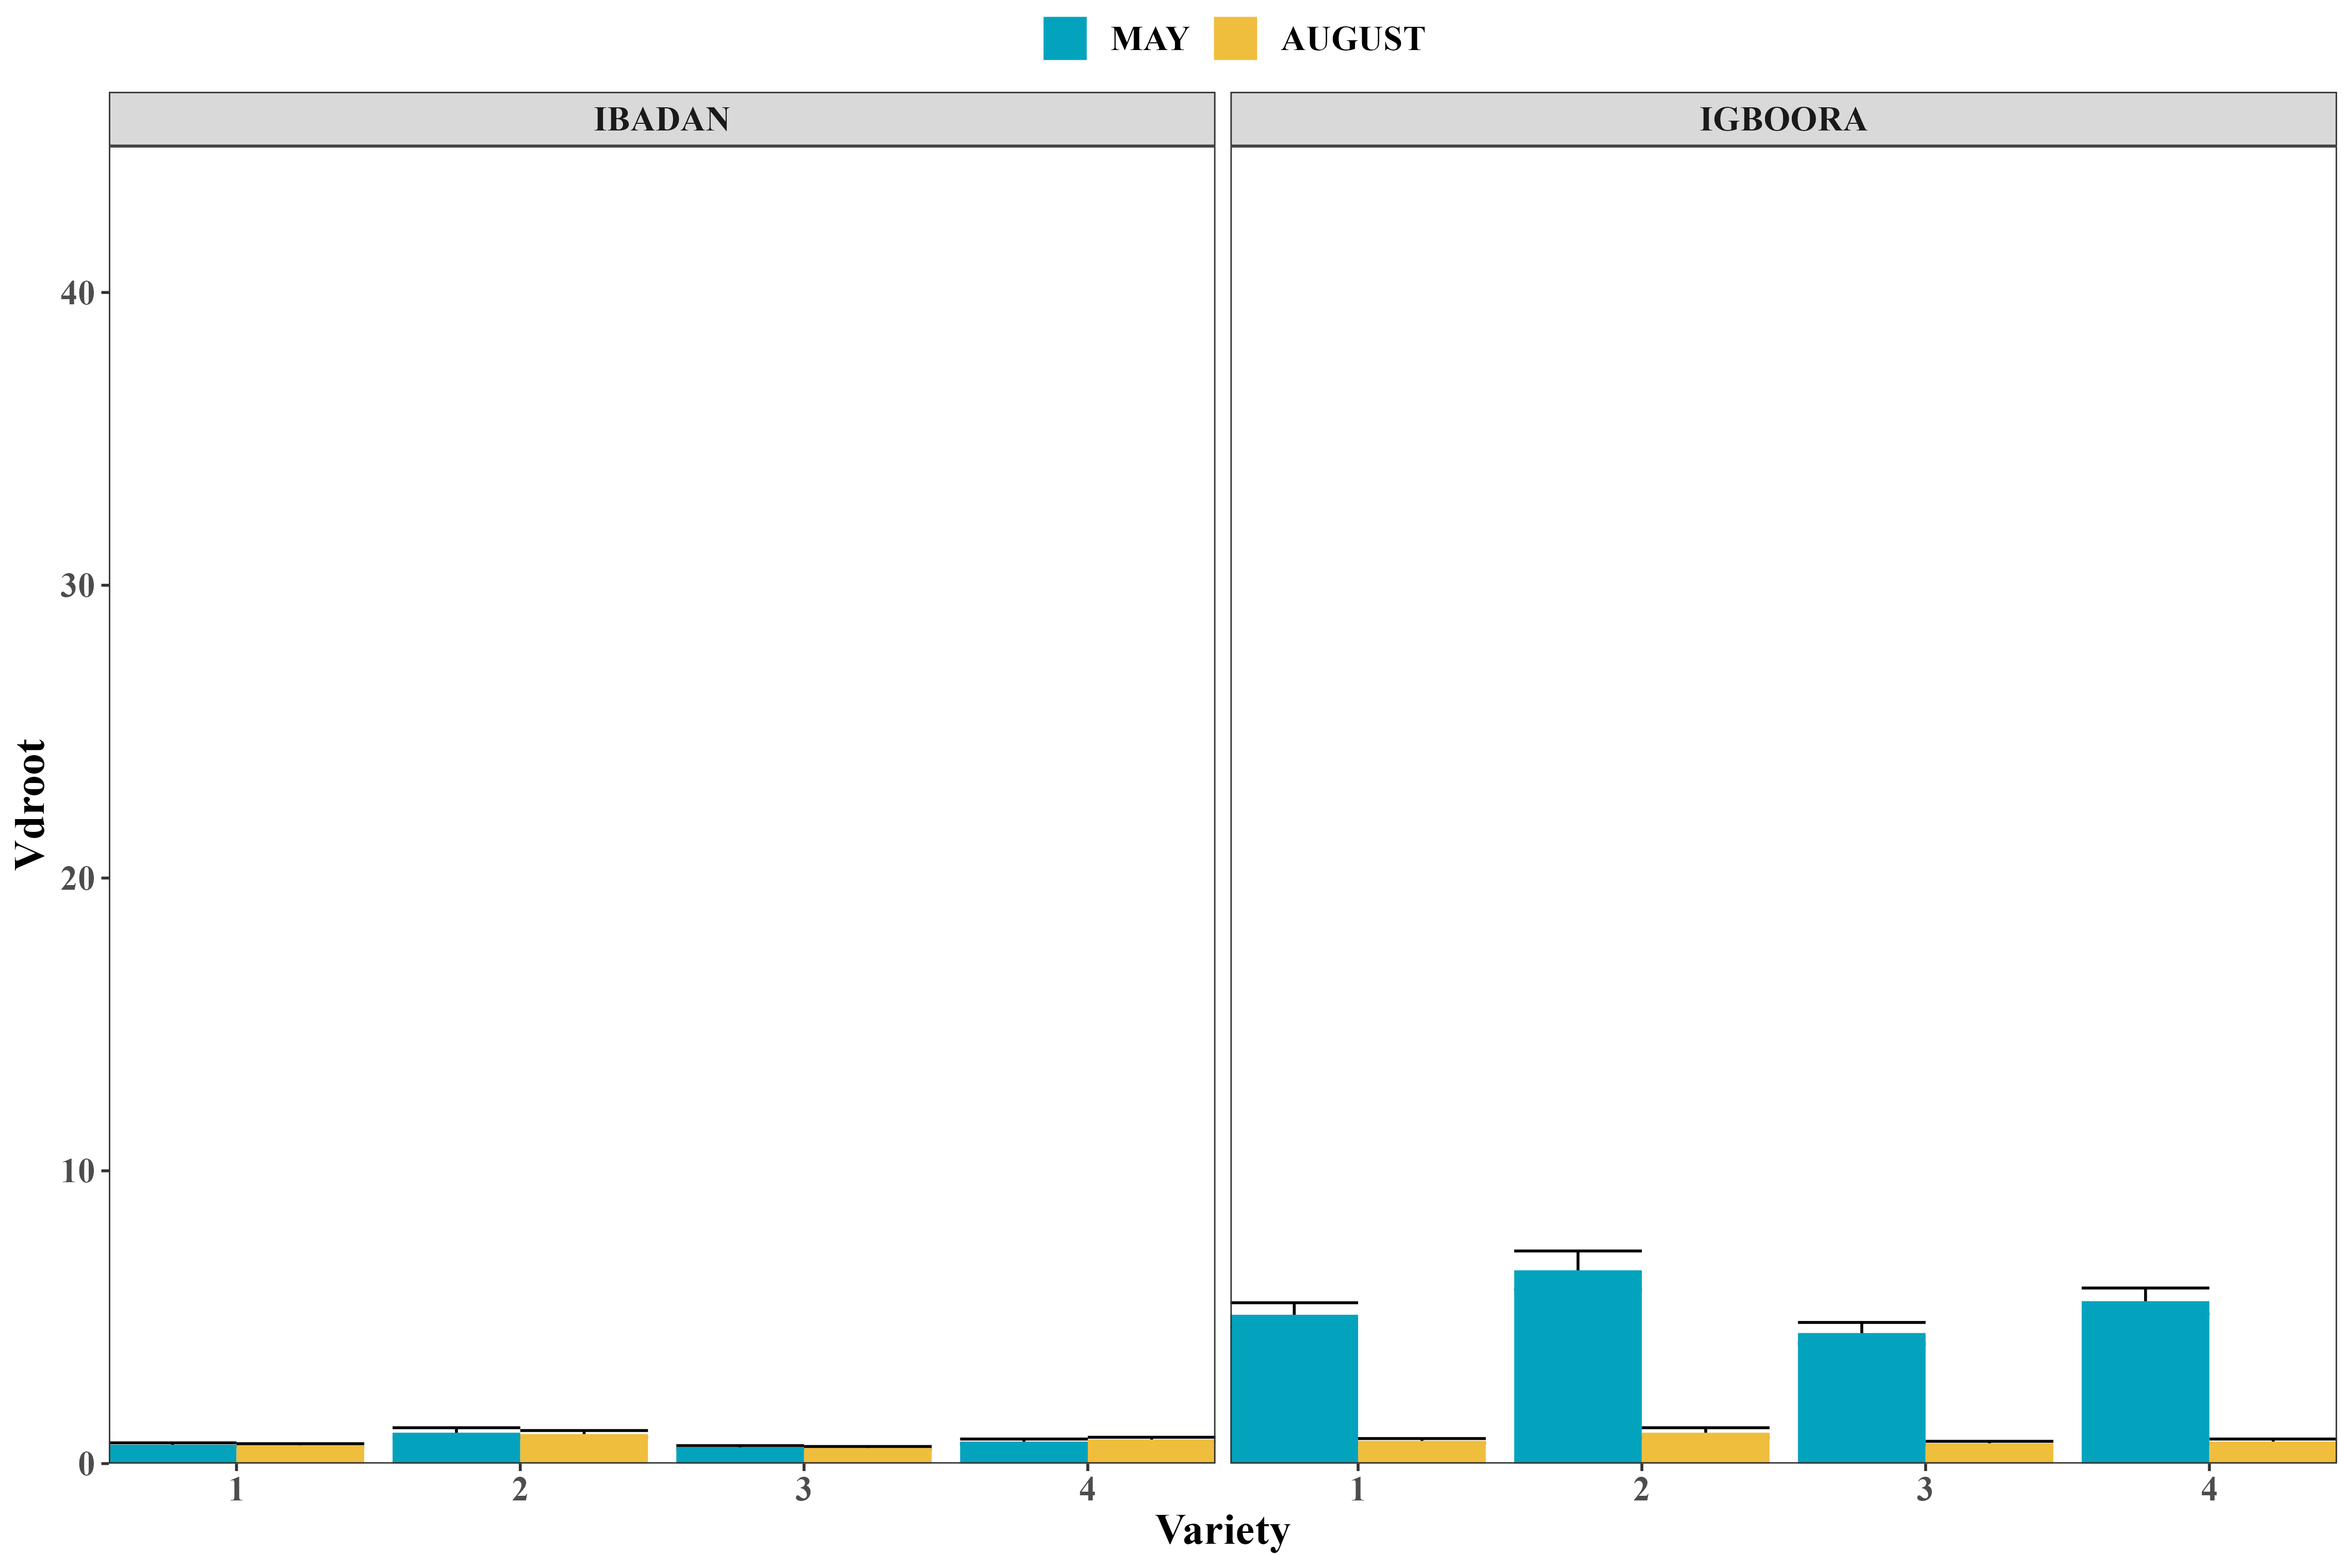 MAY AUGUST
IBADAN IGBOORA
40
30
20
10
0
Vdroot
1 2 3 4 1 2 3 4
Variety